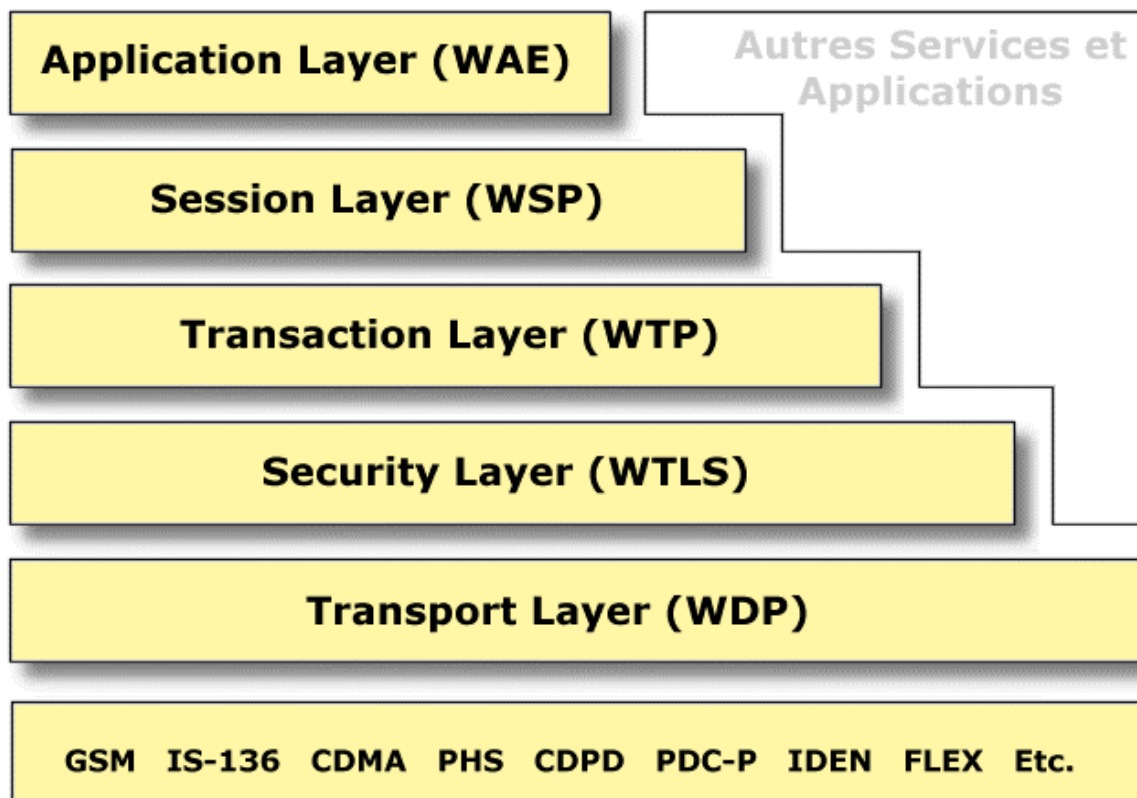 Application Layer (WAE)
Autres Services et
Applications
Session Layer (WSP)
Transaction Layer (WTP)
Security Layer (WTLS)
Transport Layer (WDP)
GSM IS-136 CDMA PHS CDPD PDC-P IDEN FLEX Etc.